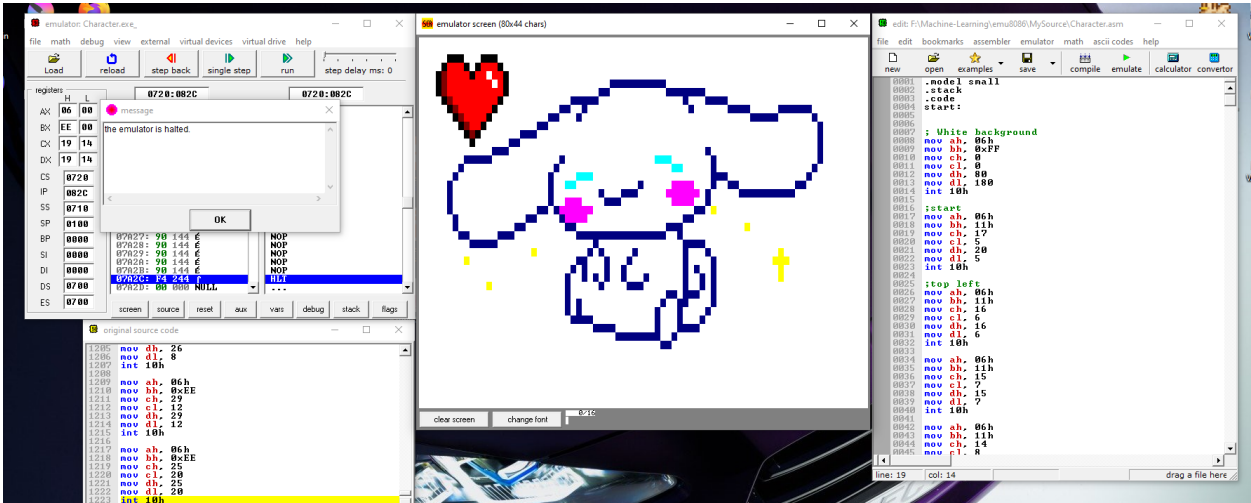 emulator: Character.exe_
file math debug view external virtual devices virtual drive help
Load reload step back single step run step delay ms: 0
registers
H L
0720:082C 0720:082C
AX 06 00
BX EE 00
CX 19 14
DX 19 14
CS 0720
IP 082C
SS 0710
SP 0100
BP 0000
SI 0000
DI 0000
DS 0700
ES 0700
message
the emulator is halted.
OK
07A27: 90 144 É NOP
07A28: 90 144 É NOP
07A29: 90 144 É NOP
07A2A: 90 144 É NOP
07A2B: 90 144 É NOP
07A2C: F4 244 ⌠ HLT
07A2D: 00 000 NULL ...
screen source reset aux vars debug stack flags
original source code
1205 mov dh, 26
1206 mov dl, 8
1207 int 10h
1208
1209 mov ah, 06h
1210 mov bh, 0xEE
1211 mov ch, 29
1212 mov cl, 12
1213 mov dh, 29
1214 mov dl, 12
1215 int 10h
1216
1217 mov ah, 06h
1218 mov bh, 0xEE
1219 mov ch, 25
1220 mov cl, 20
1221 mov dh, 25
1222 mov dl, 20
1223 int 10h
emulator screen (80x44 chars)
clear screen change font 0/16
edit: F:\Machine-Learning\emu8086\MySource\Character.asm
file edit bookmarks assembler emulator math ascii codes help
new open examples save compile emulate calculator convertor
0001 .model small
0002 .stack
0003 .code
0004 start:
0005
0006
0007 ; White background
0008 mov ah, 06h
0009 mov bh, 0xFF
0010 mov ch, 0
0011 mov cl, 0
0012 mov dh, 80
0013 mov dl, 180
0014 int 10h
0015
0016 ;start
0017 mov ah, 06h
0018 mov bh, 11h
0019 mov ch, 17
0020 mov cl, 5
0021 mov dh, 20
0022 mov dl, 5
0023 int 10h
0024
0025 ;top left
0026 mov ah, 06h
0027 mov bh, 11h
0028 mov ch, 16
0029 mov cl, 6
0030 mov dh, 16
0031 mov dl, 6
0032 int 10h
0033
0034 mov ah, 06h
0035 mov bh, 11h
0036 mov ch, 15
0037 mov cl, 7
0038 mov dh, 15
0039 mov dl, 7
0040 int 10h
0041
0042 mov ah, 06h
0043 mov bh, 11h
0044 mov ch, 14
0045 mov cl, 8
line: 19 col: 14 drag a file here